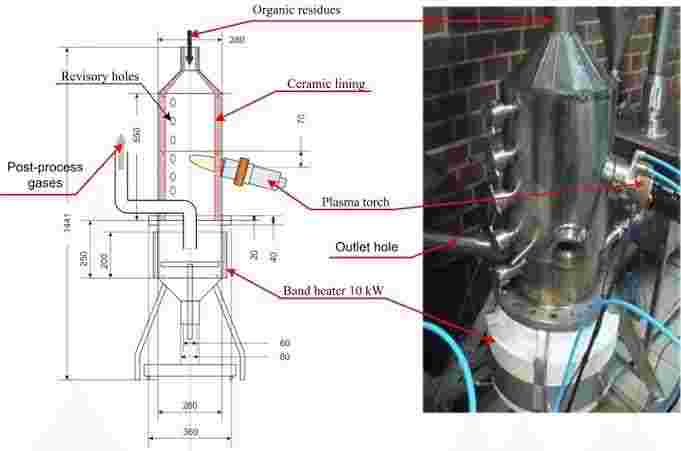 Organic residues
280
Revisory holes
Ceramic lining
70
550
Post-process
gases
Plasma torch
1441
Outlet hole
250
200
20
40
Band heater 10 kW
60
80
280
360